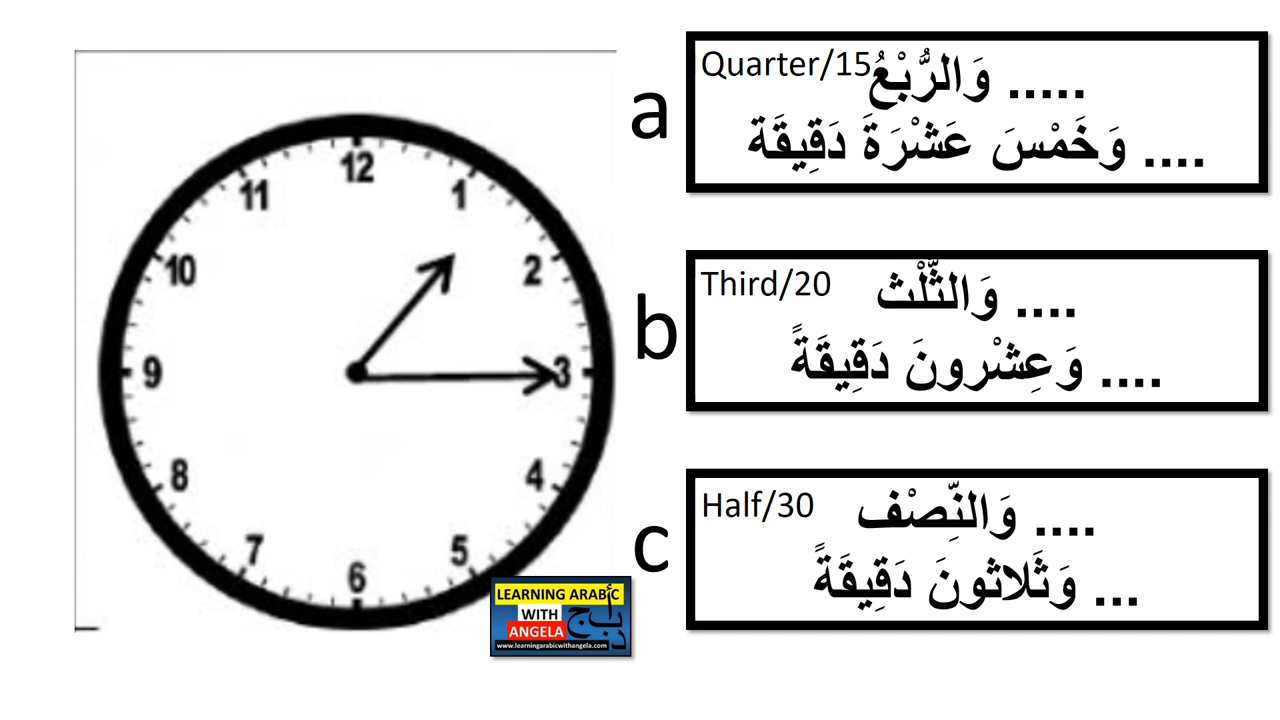 12
11
1
10
2
9
3
8
4
7
5
6
a
Quarter/15
..... وَالرُّبْعُ
.... وَخَمْسَ عَشْرَةَ دَقِيقَة
b
Third/20
.... وَالثّلْث
.... وَعِشْرونَ دَقِيقَةً
c
Half/30
.... وَالنِّصْف
... وَثَلاثونَ دَقِيقَةً
LEARNING ARABIC
WITH
ANGELA
www.learningarabicwithangela.com